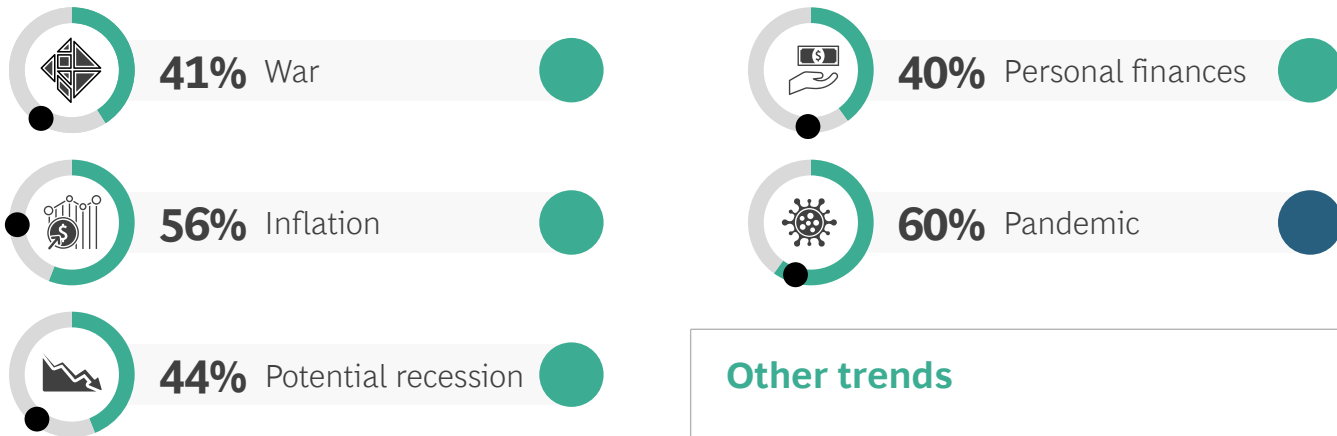 41% War
56% Inflation
44% Potential recession
40% Personal finances
60% Pandemic
Other trends